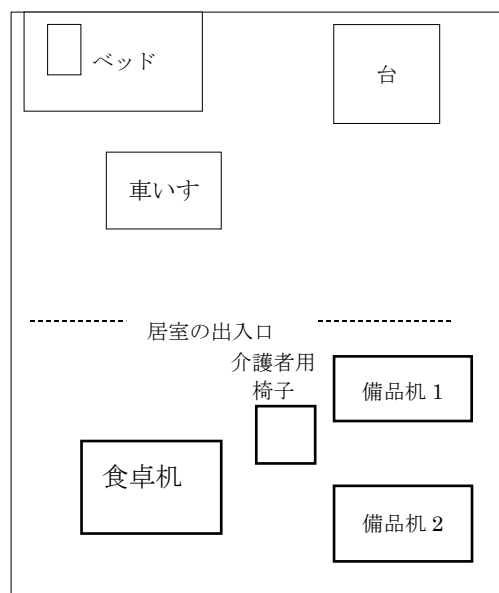 ベッド
台
車いす
居室の出入口
介護者用
椅子
備品机 1
食卓机
備品机 2